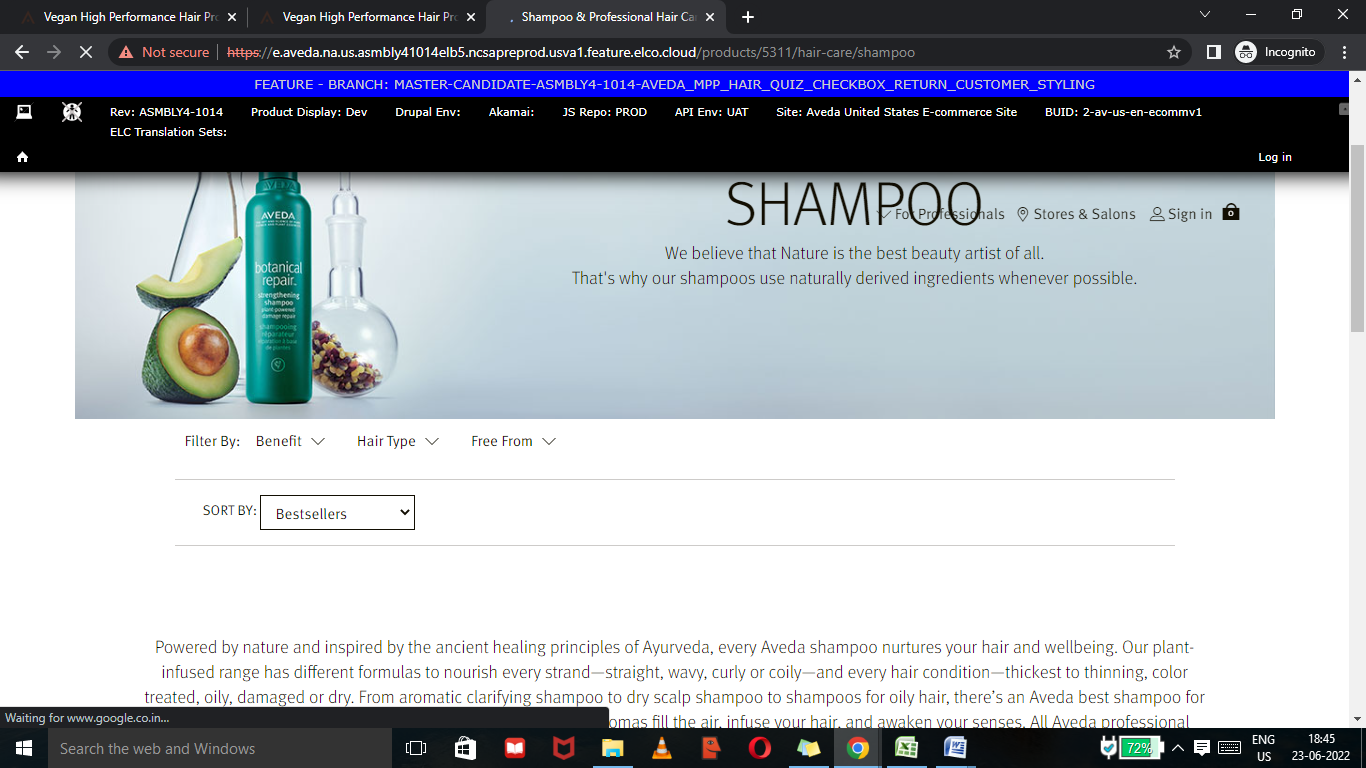 Vegan High Performance Hair Pr
Vegan High Performance Hair Pr
Shampoo & Professional Hair Ca
Not secure https://e.aveda.na.us.asmbly41014elb5.ncsapreprod.usva1.feature.elco.cloud/products/5311/hair-care/shampoo
Incognito
FEATURE - BRANCH: MASTER-CANDIDATE-ASMBLY4-1014-AVEDA_MPP_HAIR_QUIZ_CHECKBOX_RETURN_CUSTOMER_STYLING
Rev: ASMBLY4-1014 Product Display: Dev Drupal Env: Akamai: JS Repo: PROD API Env: UAT Site: Aveda United States E-commerce Site BUID: 2-av-us-en-ecommv1
ELC Translation Sets:
Log in
SHAMPOO
For Professionals Stores & Salons Sign in 0
We believe that Nature is the best beauty artist of all.
That's why our shampoos use naturally derived ingredients whenever possible.
AVEDA
botanical
repair
strengthening
shampoo
plant-powered
damage repair
shampooing
Filter By: Benefit Hair Type Free From
SORT BY: Bestsellers
Powered by nature and inspired by the ancient healing principles of Ayurveda, every Aveda shampoo nurtures your hair and wellbeing. Our plant-
infused range has different formulas to nourish every strand—straight, wavy, curly or coily—and every hair condition—thickest to thinning, color
treated, oily, damaged or dry. From aromatic clarifying shampoo to dry scalp shampoo to shampoos for oily hair, there's an Aveda best shampoo for
omas fill the air, infuse your hair, and awaken your senses. All Aveda professional
Waiting for www.google.co.in...
Search the web and Windows
72%
ENG
US
18:45
23-06-2022